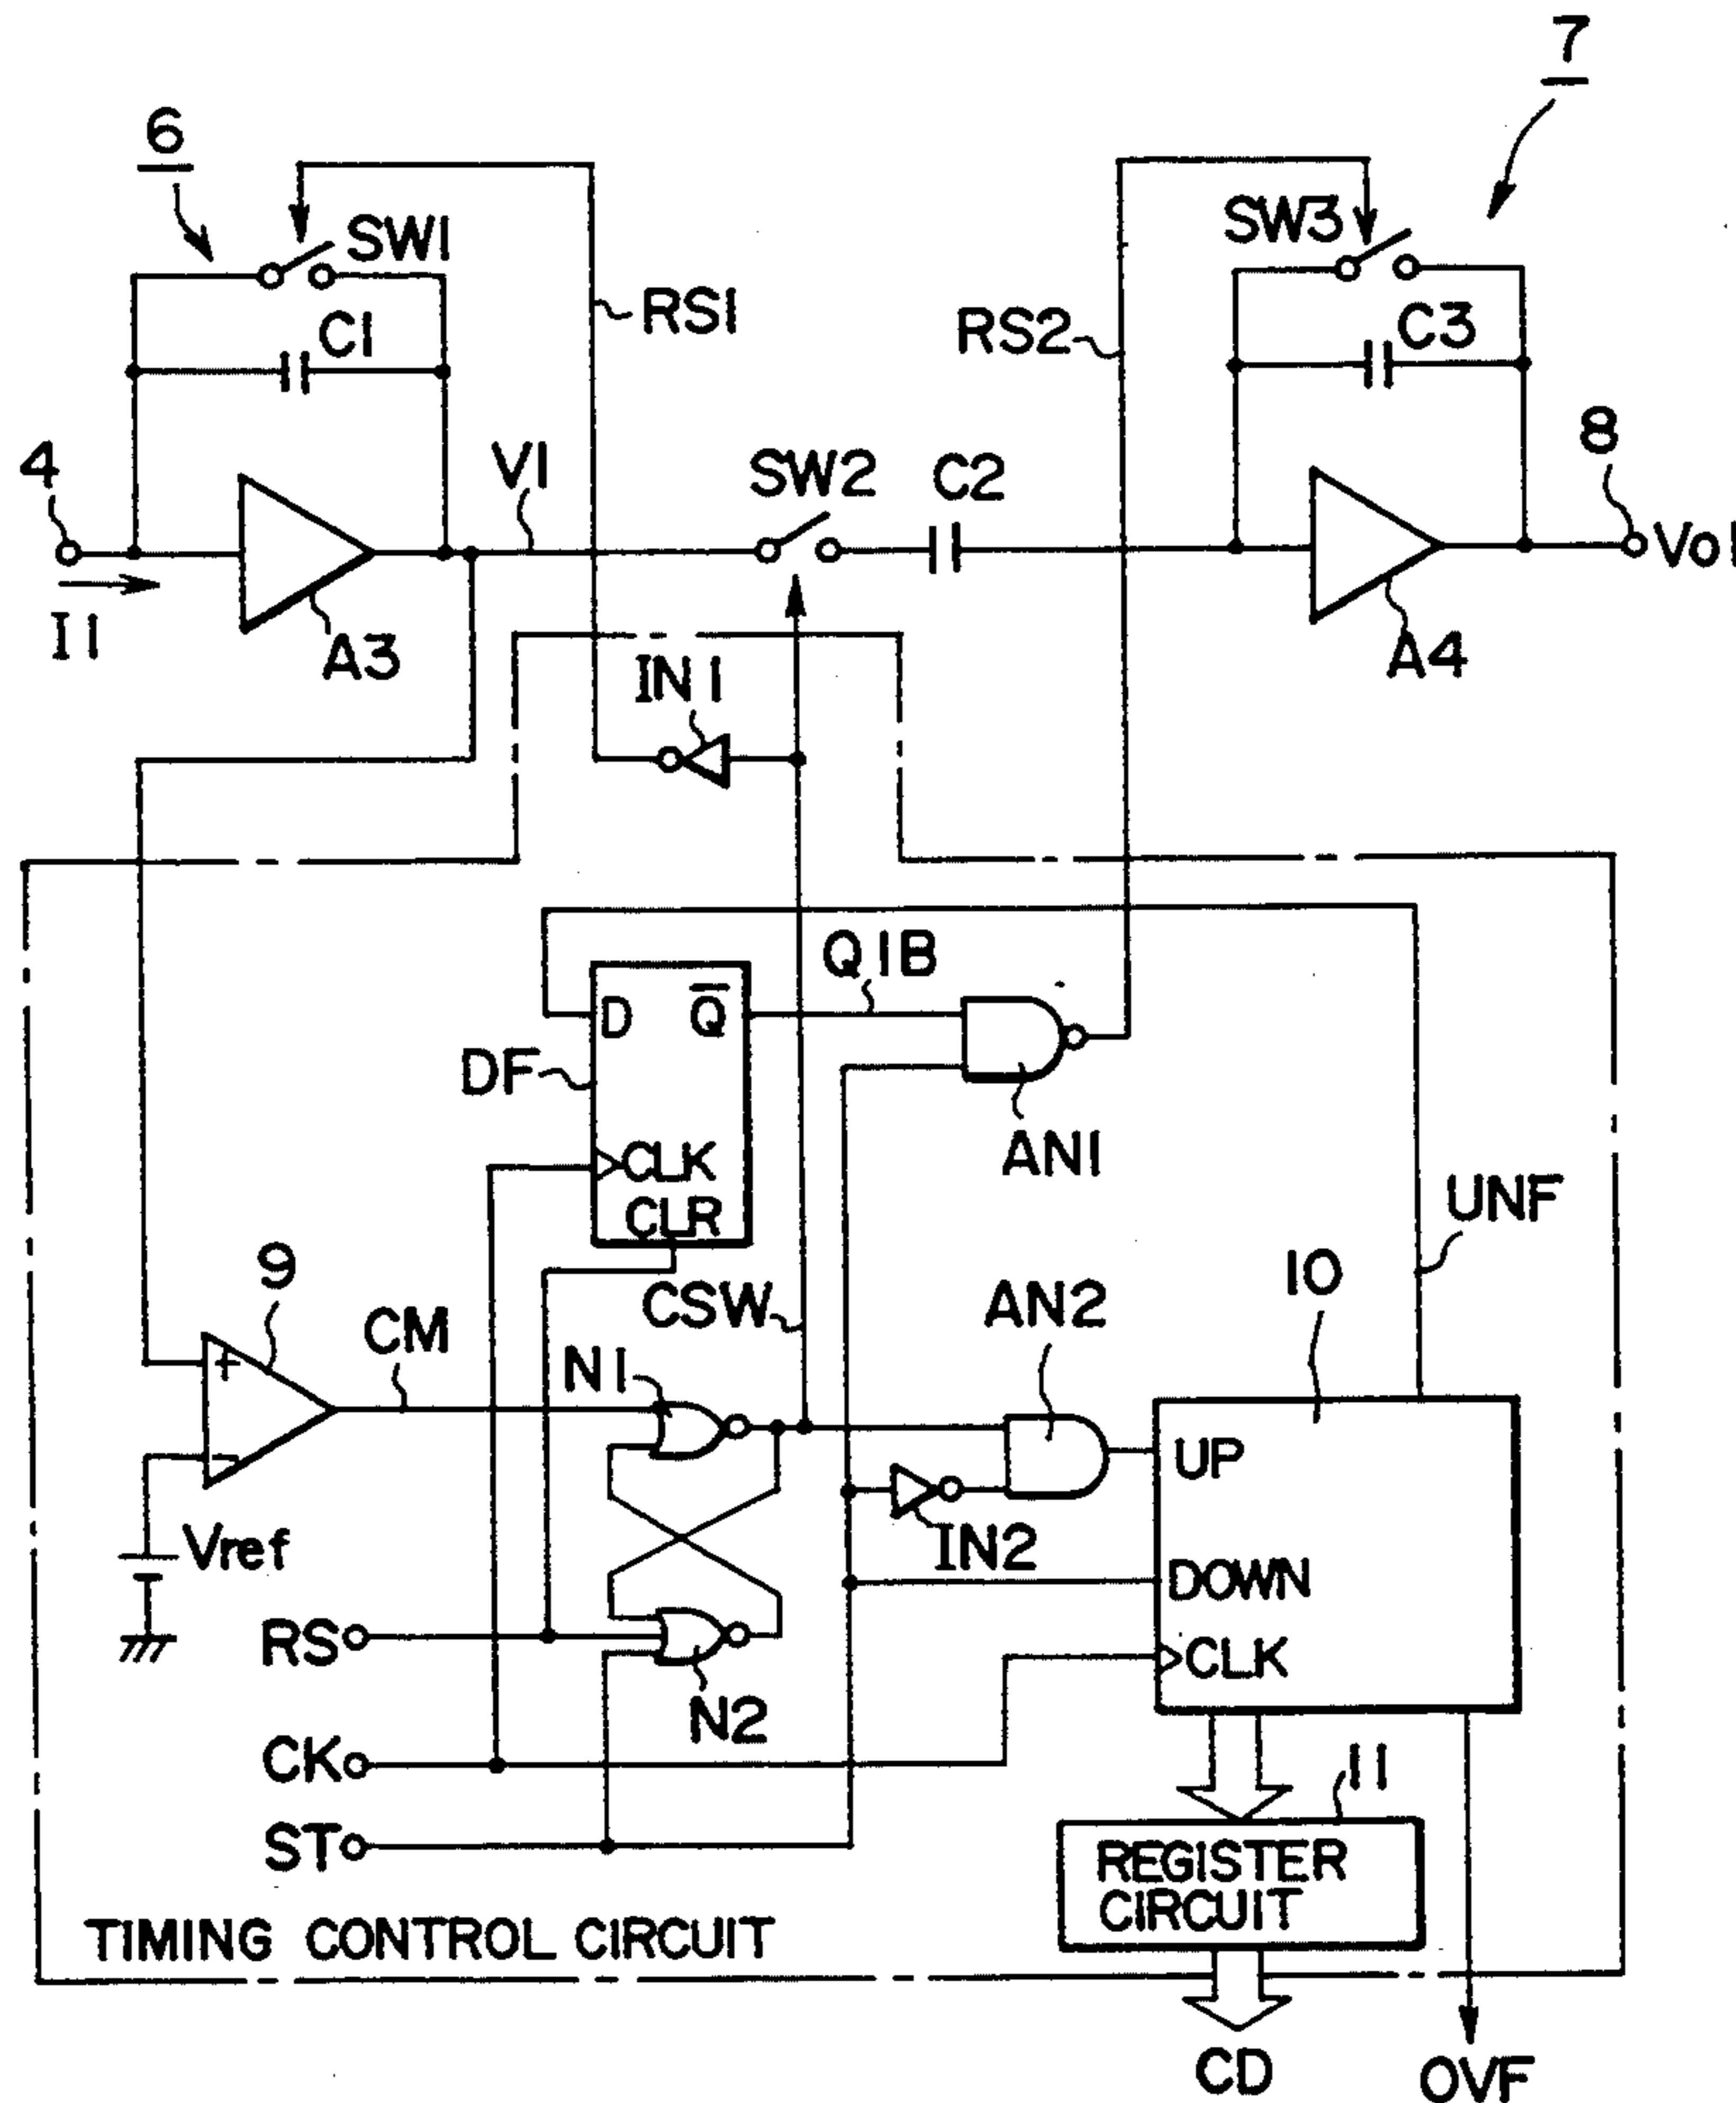 7
6
SW1
SW3
RS1
RS2
C1
C3
4
V1
SW2
C2
8
Vo1
I1
A3
IN1
A4
Q1B
D
Q̅
DF
CLK
CLR
AN1
UNF
9
CM
CSW
AN2
10
N1
+
−
UP
IN2
Vref
DOWN
RS
CLK
N2
CK
11
ST
REGISTER
CIRCUIT
TIMING CONTROL CIRCUIT
CD
OVF